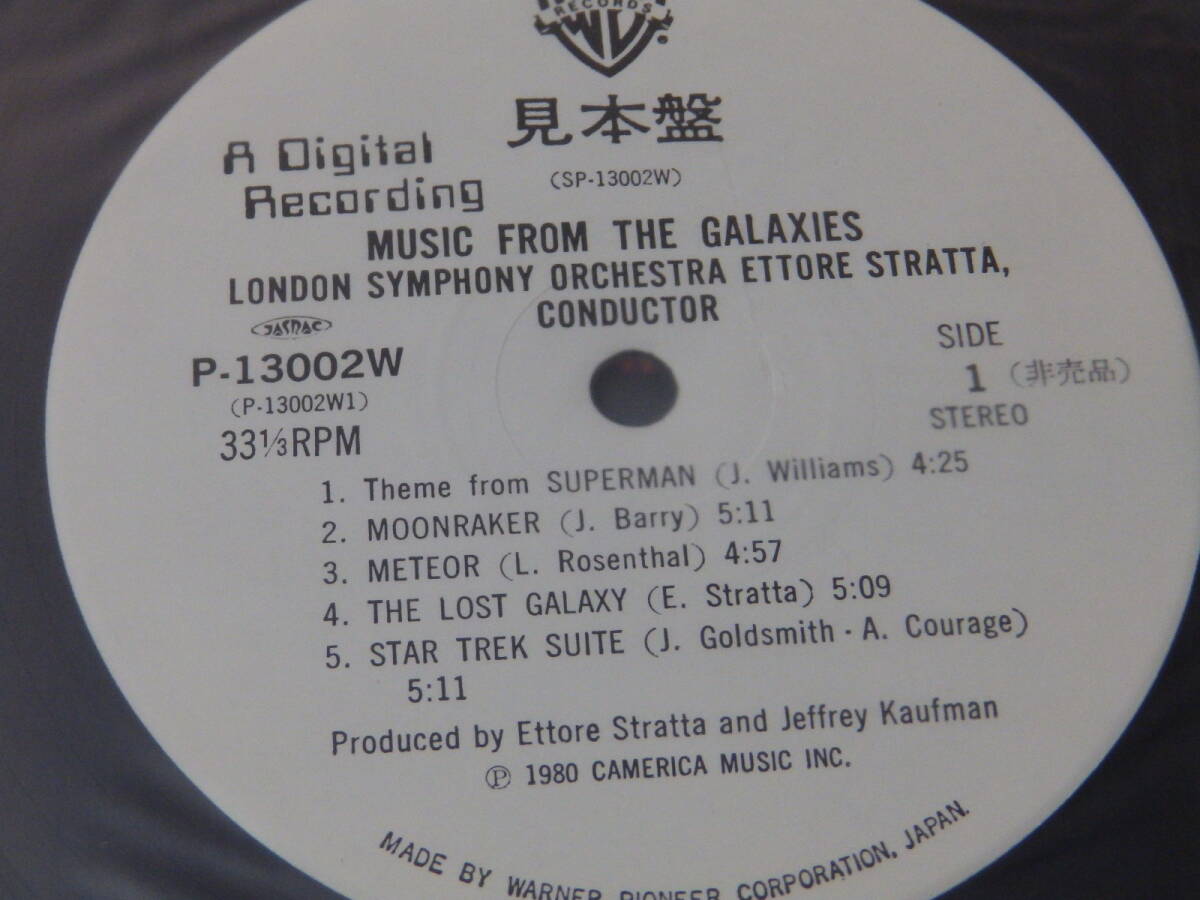 RECORDS
見本盤
A Digital
Recording
(SP-13002W)
MUSIC FROM THE GALAXIES
LONDON SYMPHONY ORCHESTRA ETTORE STRATTA,
CONDUCTOR
JASRAC
P-13002W
(P-13002W1)
33⅓RPM
SIDE
1 (非売品)
STEREO
1. Theme from SUPERMAN (J. Williams) 4:25
2. MOONRAKER (J. Barry) 5:11
3. METEOR (L. Rosenthal) 4:57
4. THE LOST GALAXY (E. Stratta) 5:09
5. STAR TREK SUITE (J. Goldsmith · A. Courage)
5:11
Produced by Ettore Stratta and Jeffrey Kaufman
Ⓟ 1980 CAMERICA MUSIC INC.
MADE BY WARNER PIONEER CORPORATION, JAPAN.